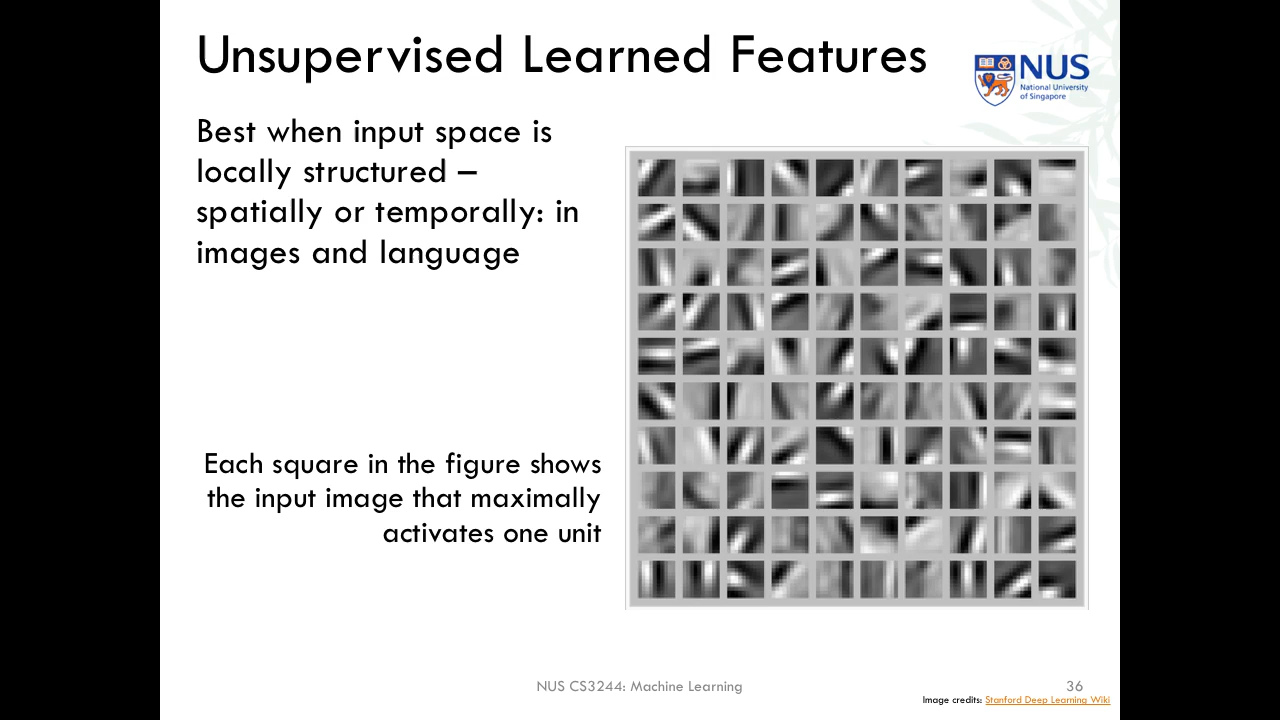 Unsupervised Learned Features
NUS
National University
of Singapore
Best when input space is
locally structured –
spatially or temporally: in
images and language
Each square in the figure shows
the input image that maximally
activates one unit
NUS CS3244: Machine Learning
36
Image credits: Stanford Deep Learning Wiki